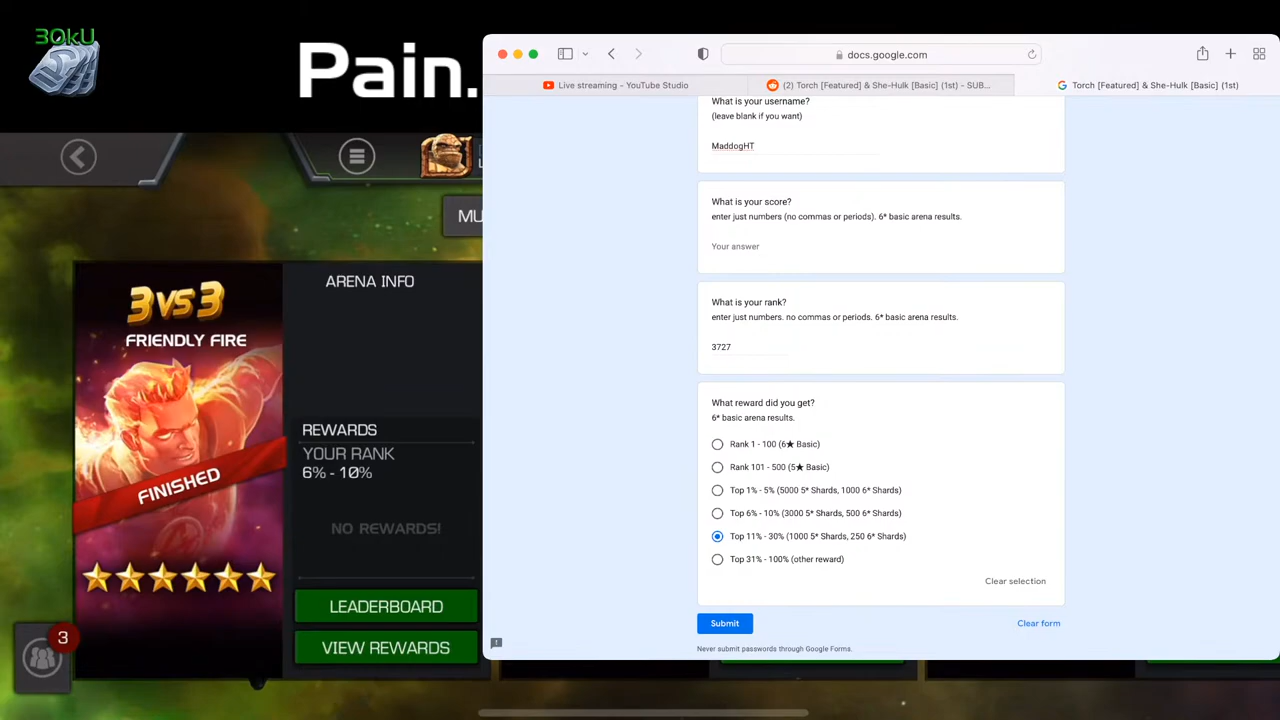 30kU
Pain.
docs.google.com
Live streaming - YouTube Studio
(2) Torch [Featured] & She-Hulk [Basic] (1st) - SUB...
Torch [Featured] & She-Hulk [Basic] (1st)
MU
3 VS 3
FRIENDLY FIRE
FINISHED
ARENA INFO
REWARDS
YOUR RANK
6% - 10%
NO REWARDS!
LEADERBOARD
VIEW REWARDS
3
What is your username?
(leave blank if you want)
MaddogHT
What is your score?
enter just numbers (no commas or periods). 6* basic arena results.
Your answer
What is your rank?
enter just numbers. no commas or periods. 6* basic arena results.
3727
What reward did you get?
6* basic arena results.
Rank 1 - 100 (6★ Basic)
Rank 101 - 500 (5★ Basic)
Top 1% - 5% (5000 5* Shards, 1000 6* Shards)
Top 6% - 10% (3000 5* Shards, 500 6* Shards)
Top 11% - 30% (1000 5* Shards, 250 6* Shards)
Top 31% - 100% (other reward)
Clear selection
Submit
Clear form
Never submit passwords through Google Forms.